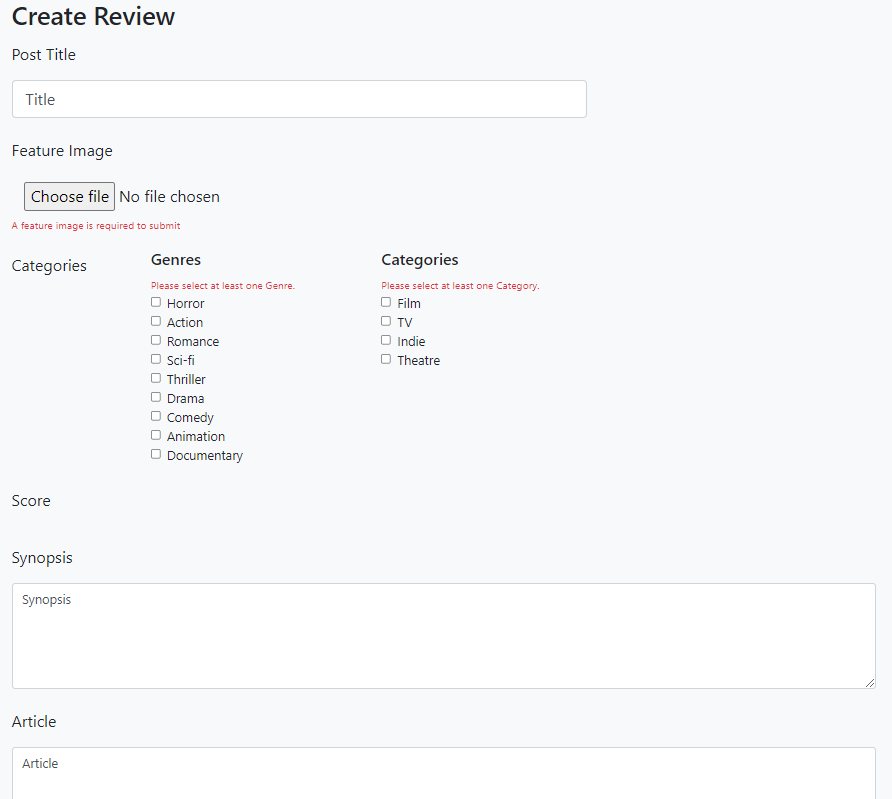 Create Review
Post Title
Title
Feature Image
Choose file No file chosen
A feature image is required to submit
Categories
Genres
Please select at least one Genre.
Horror
Action
Romance
Sci-fi
Thriller
Drama
Comedy
Animation
Documentary
Categories
Please select at least one Category.
Film
TV
Indie
Theatre
Score
Synopsis
Synopsis
Article
Article